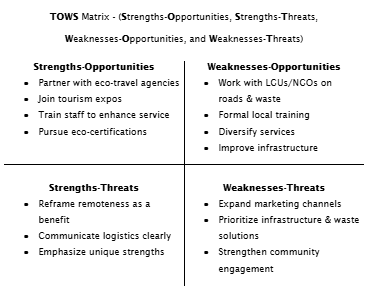 TOWS Matrix - (Strengths-Opportunities, Strengths-Threats,
Weaknesses-Opportunities, and Weaknesses-Threats)
Strengths-Opportunities
• Partner with eco-travel agencies
• Join tourism expos
• Train staff to enhance service
• Pursue eco-certifications
Weaknesses-Opportunities
• Work with LGUs/NGOs on
roads & waste
• Formal local training
• Diversify services
• Improve infrastructure
Strengths-Threats
• Reframe remoteness as a
benefit
• Communicate logistics clearly
• Emphasize unique strengths
Weaknesses-Threats
• Expand marketing channels
• Prioritize infrastructure & waste
solutions
• Strengthen community
engagement